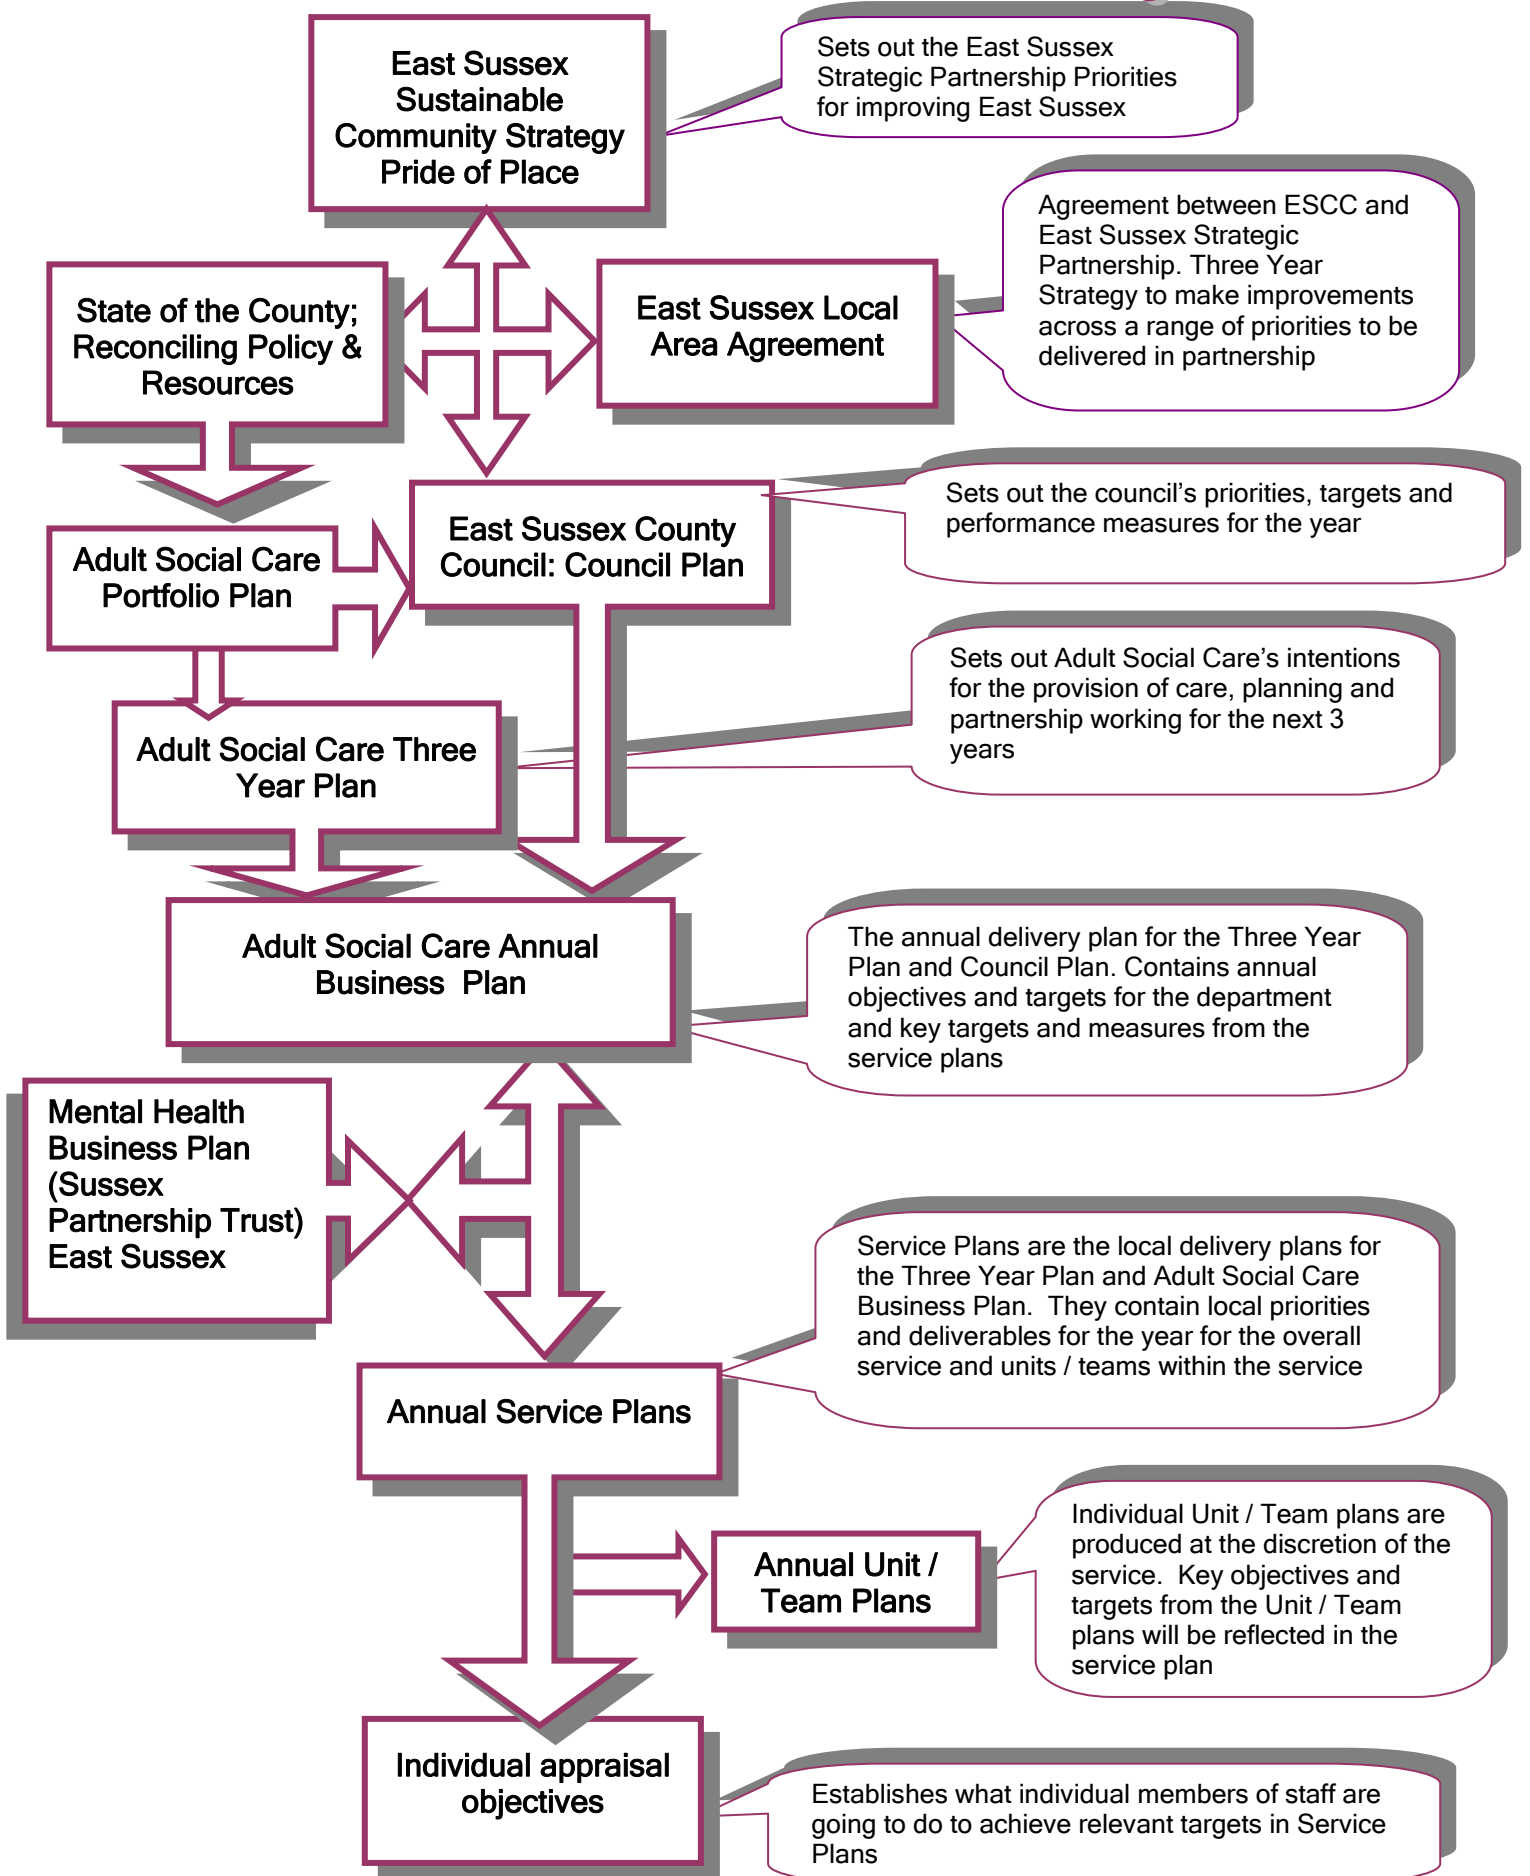 East Sussex
Sustainable
Community Strategy
Pride of Place
Sets out the East Sussex
Strategic Partnership Priorities
for improving East Sussex
Agreement between ESCC and
East Sussex Strategic
Partnership. Three Year
Strategy to make improvements
across a range of priorities to be
delivered in partnership
State of the County;
Reconciling Policy &
Resources
East Sussex Local
Area Agreement
Sets out the council’s priorities, targets and
performance measures for the year
East Sussex County
Council: Council Plan
Adult Social Care
Portfolio Plan
Sets out Adult Social Care’s intentions
for the provision of care, planning and
partnership working for the next 3
years
Adult Social Care Three
Year Plan
Adult Social Care Annual
Business  Plan
The annual delivery plan for the Three Year
Plan and Council Plan. Contains annual
objectives and targets for the department
and key targets and measures from the
service plans
Mental Health
Business Plan
(Sussex
Partnership Trust)
East Sussex
Service Plans are the local delivery plans for
the Three Year Plan and Adult Social Care
Business Plan.  They contain local priorities
and deliverables for the year for the overall
service and units / teams within the service
Annual Service Plans
Individual Unit / Team plans are
produced at the discretion of the
service.  Key objectives and
targets from the Unit / Team
plans will be reflected in the
service plan
Annual Unit /
Team Plans
Individual appraisal
objectives
Establishes what individual members of staff are
going to do to achieve relevant targets in Service
Plans